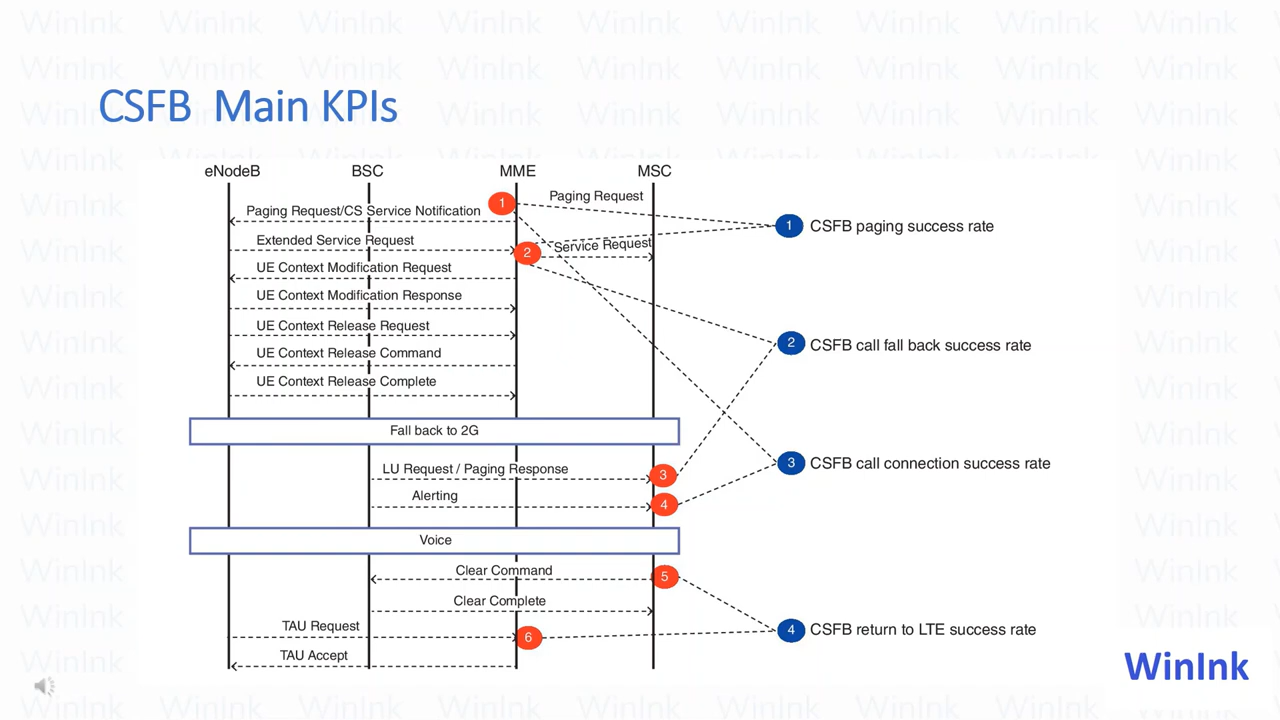 CSFB Main KPIs
eNodeB BSC MME MSC
1 Paging Request
Paging Request/CS Service Notification
1 CSFB paging success rate
Extended Service Request
2 Service Request
UE Context Modification Request
UE Context Modification Response
UE Context Release Request
2 CSFB call fall back success rate
UE Context Release Command
UE Context Release Complete
Fall back to 2G
3 CSFB call connection success rate
LU Request / Paging Response 3
Alerting 4
Voice
Clear Command 5
Clear Complete
TAU Request 6
4 CSFB return to LTE success rate
TAU Accept
WinInk